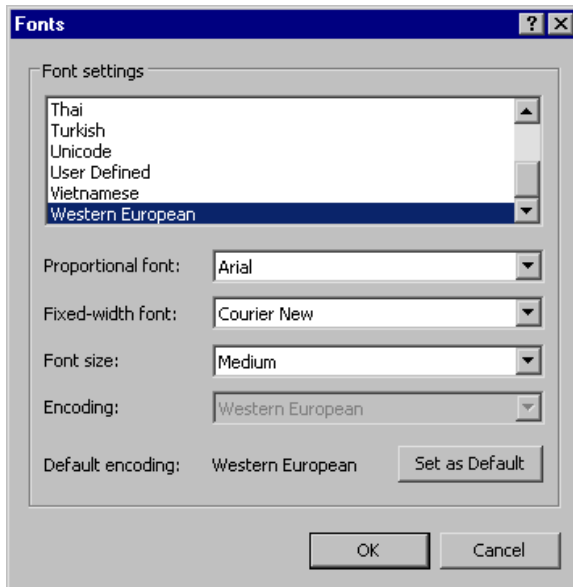 Fonts
Font settings
Thai
Turkish
Unicode
User Defined
Vietnamese
Western European
Proportional font: Arial
Fixed-width font: Courier New
Font size: Medium
Encoding: Western European
Default encoding: Western European Set as Default
OK Cancel